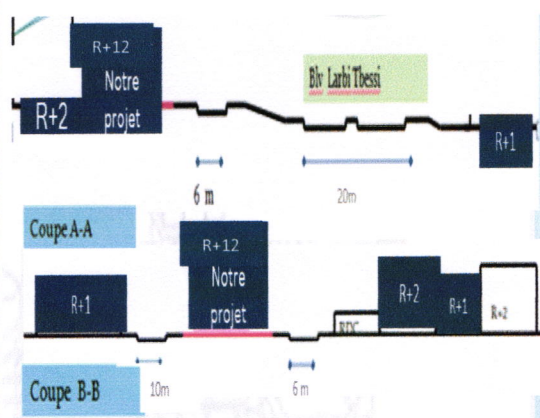 R+12
Notre
projet
R+2
Blv Larbi Tbessi
R+1
6 m
20m
Coupe A-A
R+12
Notre
projet
R+1
R+2
R+1
R+2
RDC
Coupe B-B
10m
6 m